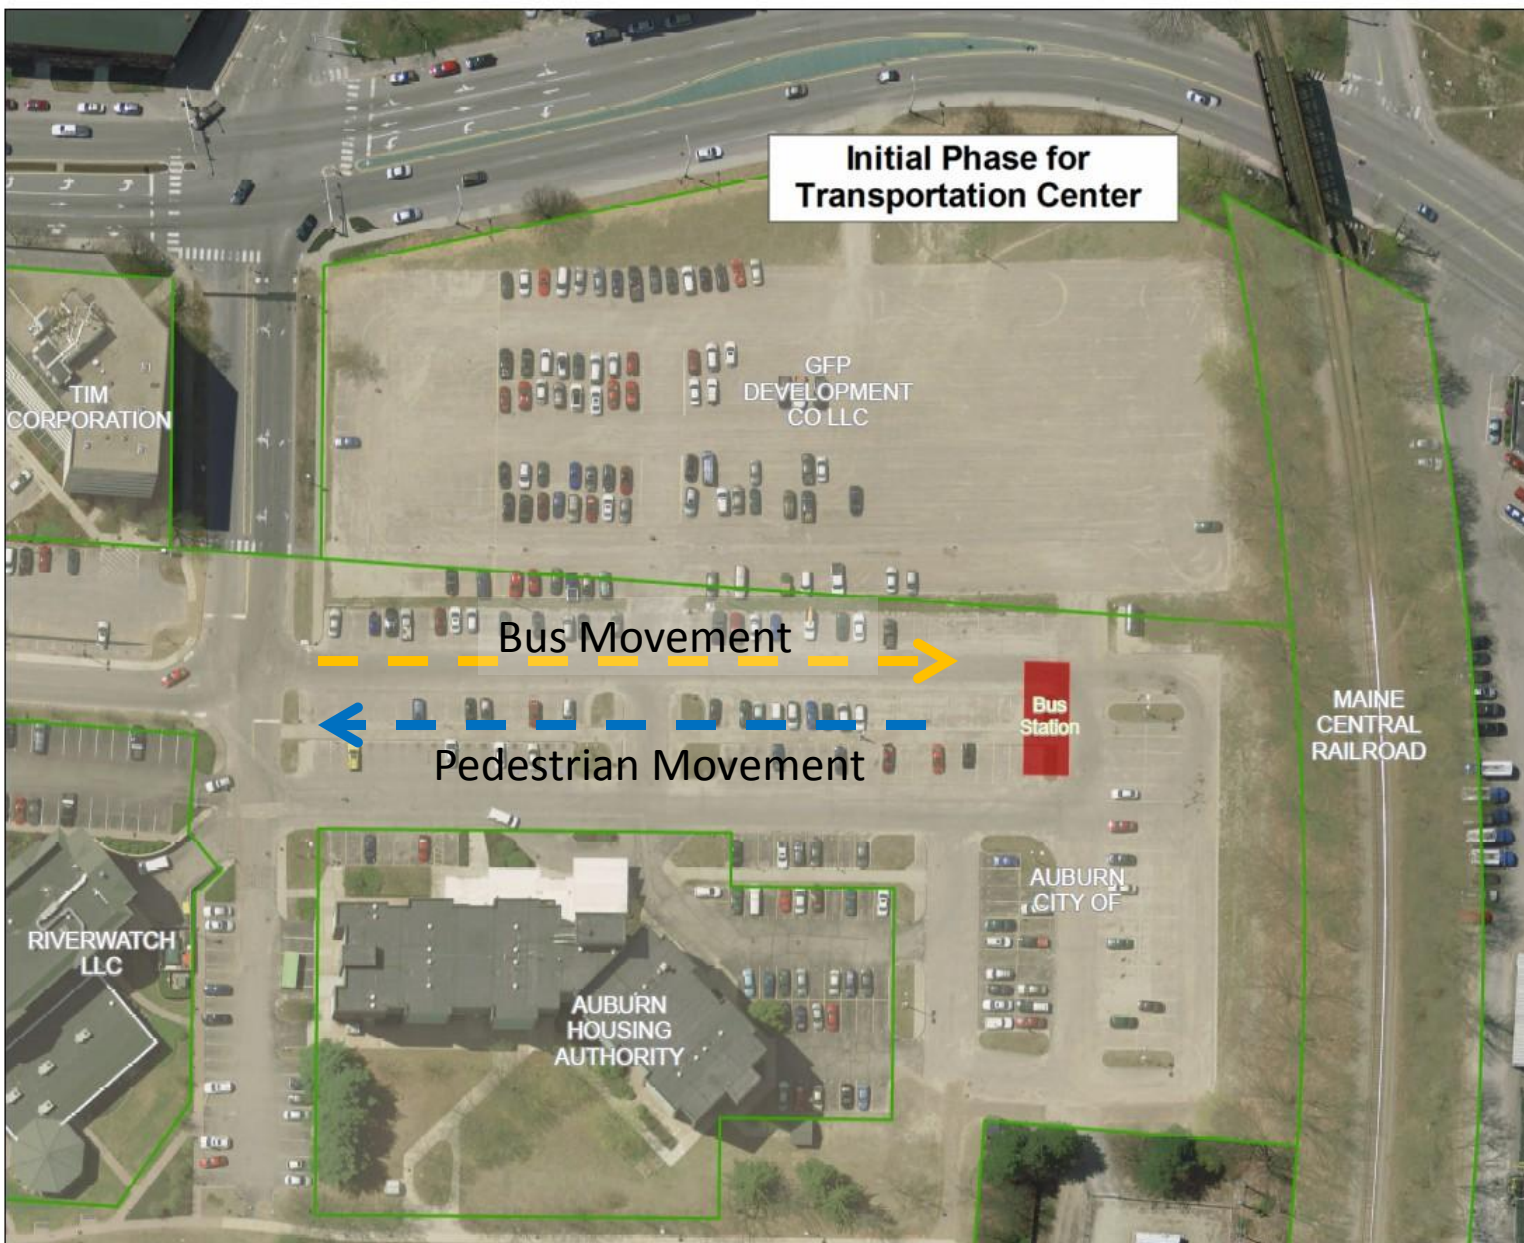 Initial Phase for
Transportation Center
TIM
CORPORATION
GFP
DEVELOPMENT
CO LLC
Bus Movement
Bus
Station
MAINE
CENTRAL
RAILROAD
Pedestrian Movement
AUBURN
CITY OF
RIVERWATCH
LLC
AUBURN
HOUSING
AUTHORITY